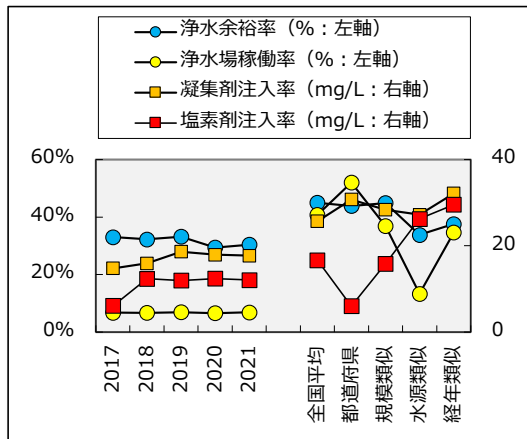 浄水余裕率（%：左軸）
浄水場稼働率（%：左軸）
凝集剤注入率（mg/L：右軸）
塩素剤注入率（mg/L：右軸）
60%
40%
20%
0%
40
20
0
2017
2018
2019
2020
2021
全国平均
都道府県
規模類似
水源類似
経年類似